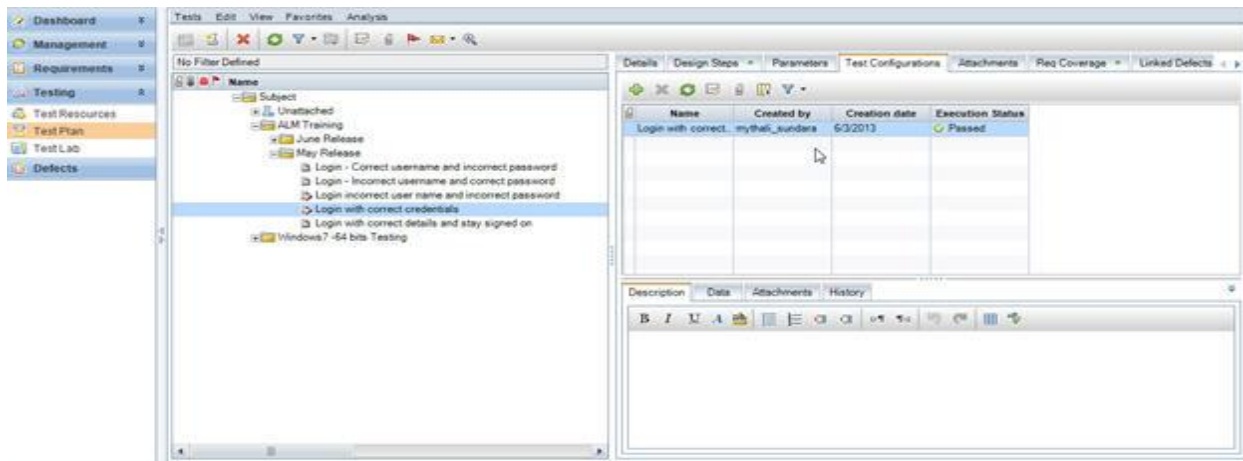 Dashboard
Management
Requirements
Testing
Test Resources
Test Plan
Test Lab
Defects
Tests Edit View Favorites Analysis
No Filter Defined
Name
Subject
Unattached
ALM Training
June Release
May Release
Login - Correct username and incorrect password
Login - Incorrect username and correct password
Login incorrect user name and incorrect password
Login with correct credentials
Login with correct details and stay signed on
Windows7 -64 bits Testing
Details Design Steps * Parameters Test Configurations Attachments Req Coverage * Linked Defects
Name Created by Creation date Execution Status
Login with correct. mythali_sundara 6/3/2013 Passed
Description Data Attachments History
B I U A ab